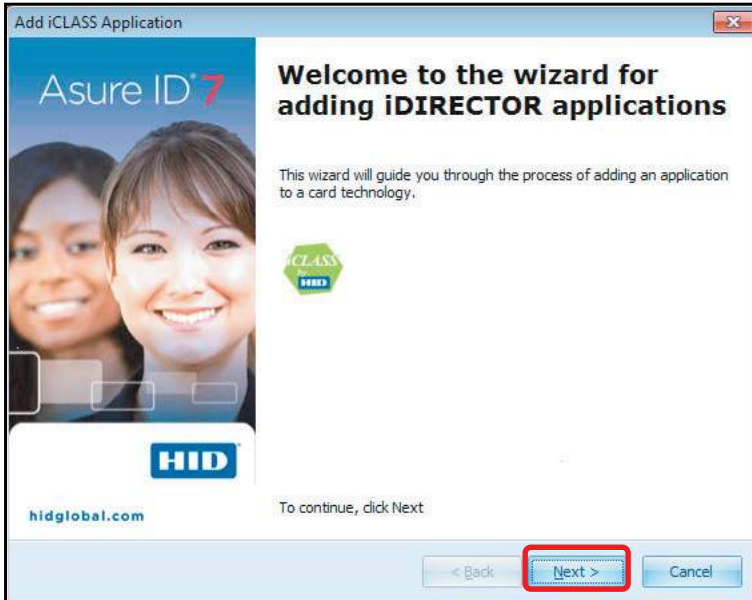 Add iCLASS Application
Asure ID® 7
Welcome to the wizard for
adding iDIRECTOR applications
This wizard will guide you through the process of adding an application
to a card technology.
iCLASS
by
HID
HID
hidglobal.com
To continue, click Next
< Back
Next >
Cancel